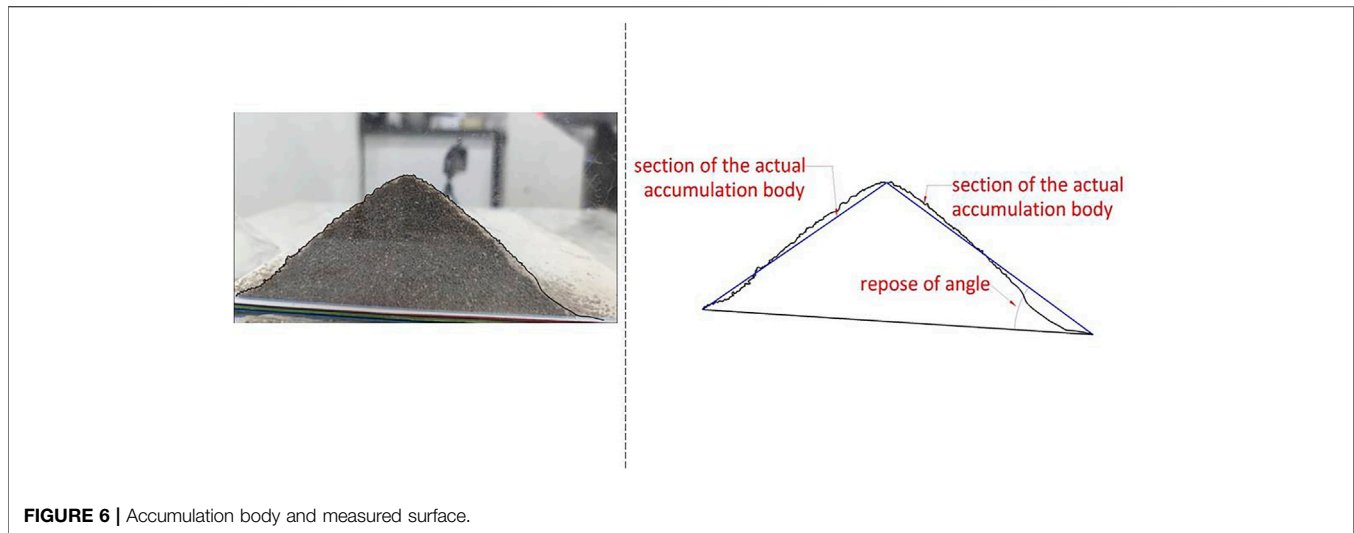 section of the actual
accumulation body
section of the actual
accumulation body
repose of angle
FIGURE 6 | Accumulation body and measured surface.